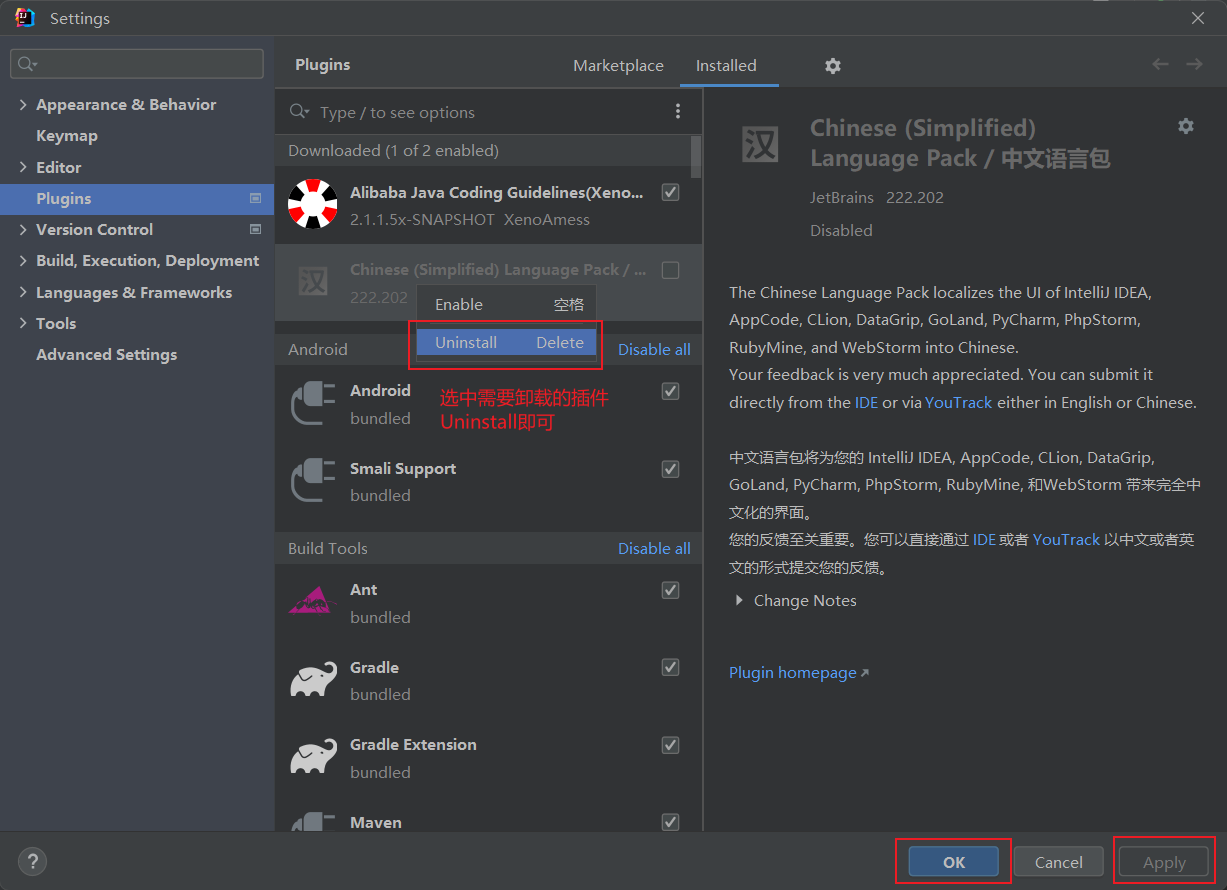 Settings
Plugins
Marketplace
Installed
Appearance & Behavior
Keymap
Editor
Plugins
Version Control
Build, Execution, Deployment
Languages & Frameworks
Tools
Advanced Settings
Type / to see options
Downloaded (1 of 2 enabled)
Alibaba Java Coding Guidelines(Xeno...
2.1.1.5x-SNAPSHOT XenoAmess
汉
Chinese (Simplified) Language Pack / ...
222.202
Enable 空格
Uninstall Delete
Android Disable all
Android
bundled
选中需要卸载的插件
Uninstall即可
Smali Support
bundled
Build Tools Disable all
Ant
bundled
Gradle
bundled
Gradle Extension
bundled
Maven
汉
Chinese (Simplified)
Language Pack / 中文语言包
JetBrains 222.202
Disabled
The Chinese Language Pack localizes the UI of IntelliJ IDEA,
AppCode, CLion, DataGrip, GoLand, PyCharm, PhpStorm,
RubyMine, and WebStorm into Chinese.
Your feedback is very much appreciated. You can submit it
directly from the IDE or via YouTrack either in English or Chinese.
中文语言包将为您的 IntelliJ IDEA, AppCode, CLion, DataGrip,
GoLand, PyCharm, PhpStorm, RubyMine, 和WebStorm 带来完全中
文化的界面。
您的反馈至关重要。您可以直接通过 IDE 或者 YouTrack 以中文或者英
文的形式提交您的反馈。
Change Notes
Plugin homepage
?
OK
Cancel
Apply